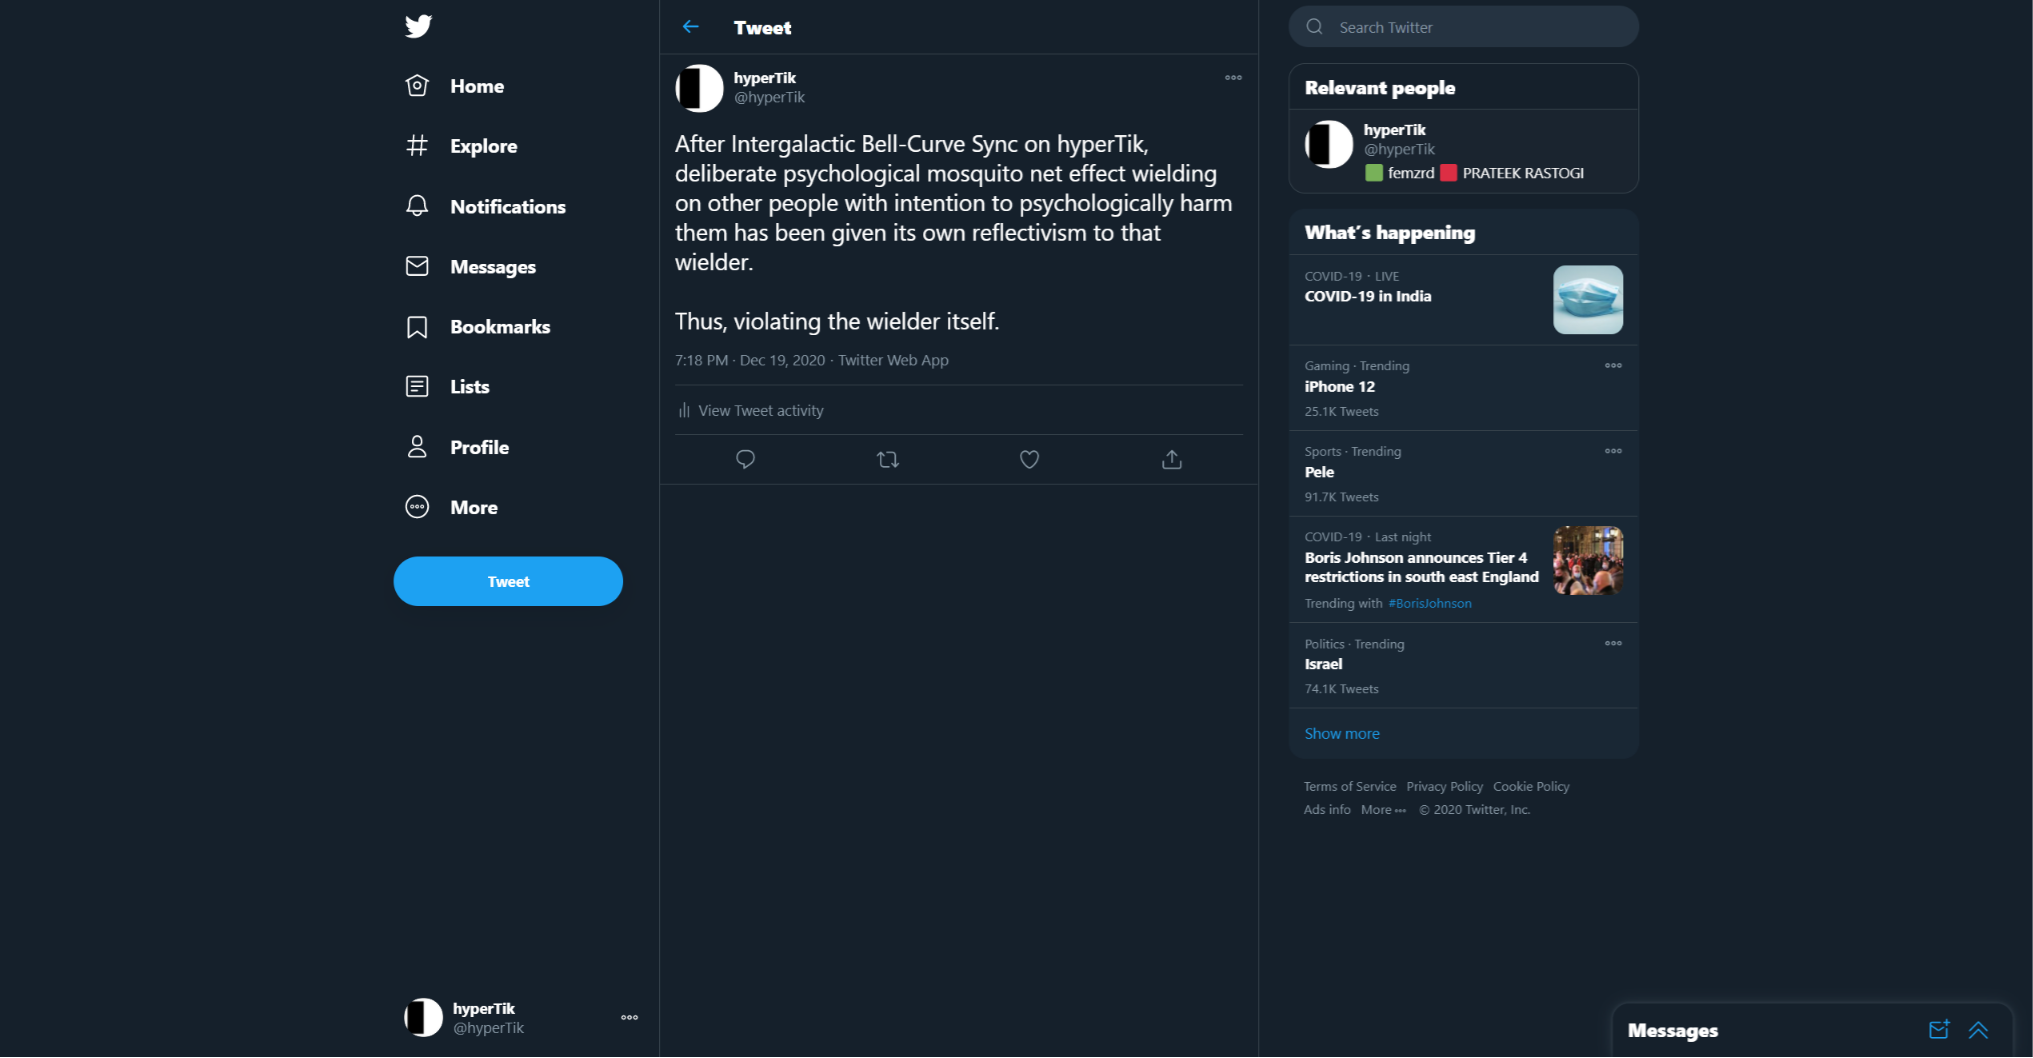 Home
Explore
Notifications
Messages
Bookmarks
Lists
Profile
More
Tweet
hyperTik
@hyperTik
Tweet
hyperTik
@hyperTik
After Intergalactic Bell-Curve Sync on hyperTik,
deliberate psychological mosquito net effect wielding
on other people with intention to psychologically harm
them has been given its own reflectivism to that
wielder.
Thus, violating the wielder itself.
7:18 PM · Dec 19, 2020 · Twitter Web App
View Tweet activity
Search Twitter
Relevant people
hyperTik
@hyperTik
femzrd PRATEEK RASTOGI
What's happening
COVID-19 · LIVE
COVID-19 in India
Gaming · Trending
iPhone 12
25.1K Tweets
Sports · Trending
Pele
91.7K Tweets
COVID-19 · Last night
Boris Johnson announces Tier 4
restrictions in south east England
Trending with #BorisJohnson
Politics · Trending
Israel
74.1K Tweets
Show more
Terms of Service Privacy Policy Cookie Policy
Ads info More © 2020 Twitter, Inc.
Messages